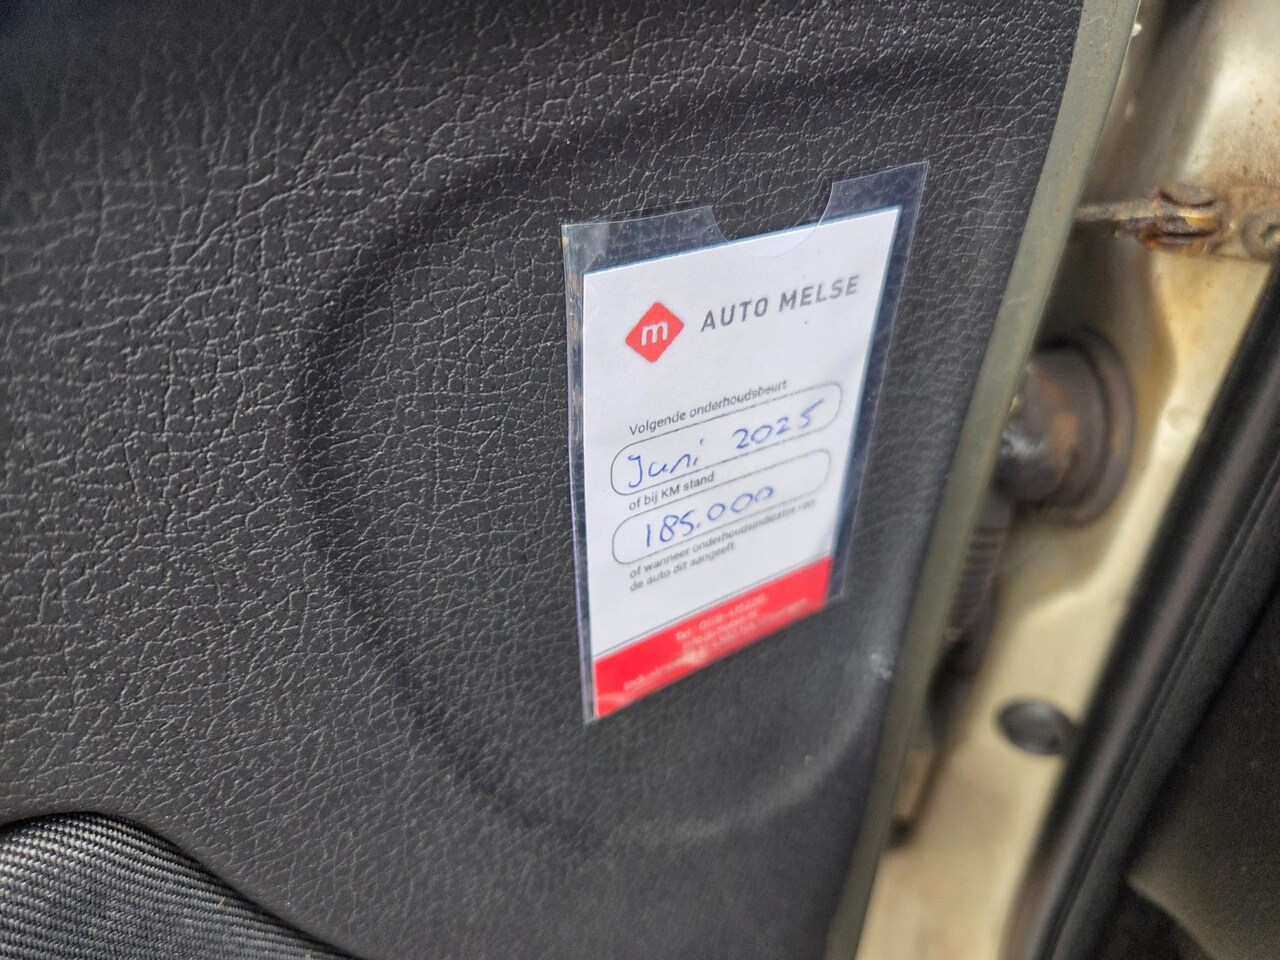 m AUTO MELSE
Volgende onderhoudsbeurt
Juni 2025
of bij KM stand
185.000
of wanneer onderhoudsindicator van
de auto dit aangeeft
Tel.